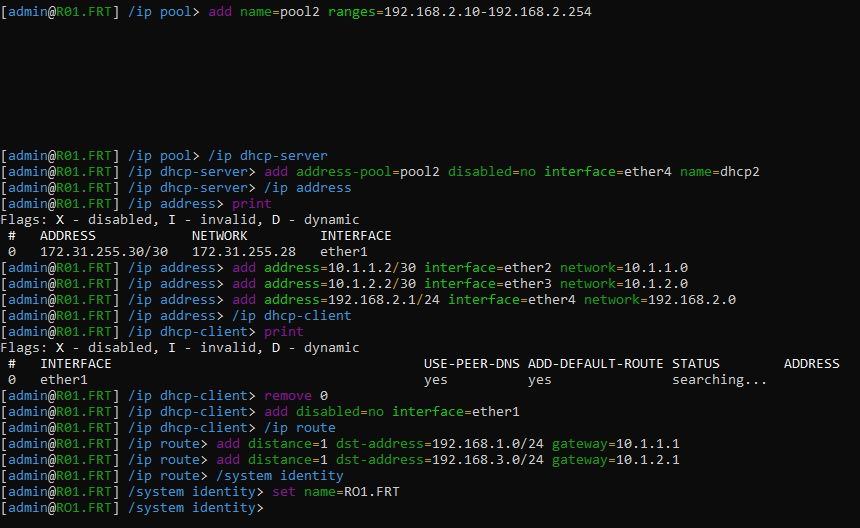 [admin@R01.FRT] /ip pool> add name=pool2 ranges=192.168.2.10-192.168.2.254
[admin@R01.FRT] /ip pool> /ip dhcp-server
[admin@R01.FRT] /ip dhcp-server> add address-pool=pool2 disabled=no interface=ether4 name=dhcp2
[admin@R01.FRT] /ip dhcp-server> /ip address
[admin@R01.FRT] /ip address> print
Flags: X - disabled, I - invalid, D - dynamic
 #   ADDRESS            NETWORK         INTERFACE
 0   172.31.255.30/30   172.31.255.28   ether1
[admin@R01.FRT] /ip address> add address=10.1.1.2/30 interface=ether2 network=10.1.1.0
[admin@R01.FRT] /ip address> add address=10.1.2.2/30 interface=ether3 network=10.1.2.0
[admin@R01.FRT] /ip address> add address=192.168.2.1/24 interface=ether4 network=192.168.2.0
[admin@R01.FRT] /ip address> /ip dhcp-client
[admin@R01.FRT] /ip dhcp-client> print
Flags: X - disabled, I - invalid, D - dynamic
 #   INTERFACE                                       USE-PEER-DNS ADD-DEFAULT-ROUTE STATUS        ADDRESS
 0   ether1                                          yes          yes               searching...
[admin@R01.FRT] /ip dhcp-client> remove 0
[admin@R01.FRT] /ip dhcp-client> add disabled=no interface=ether1
[admin@R01.FRT] /ip dhcp-client> /ip route
[admin@R01.FRT] /ip route> add distance=1 dst-address=192.168.1.0/24 gateway=10.1.1.1
[admin@R01.FRT] /ip route> add distance=1 dst-address=192.168.3.0/24 gateway=10.1.2.1
[admin@R01.FRT] /ip route> /system identity
[admin@R01.FRT] /system identity> set name=RO1.FRT
[admin@RO1.FRT] /system identity>